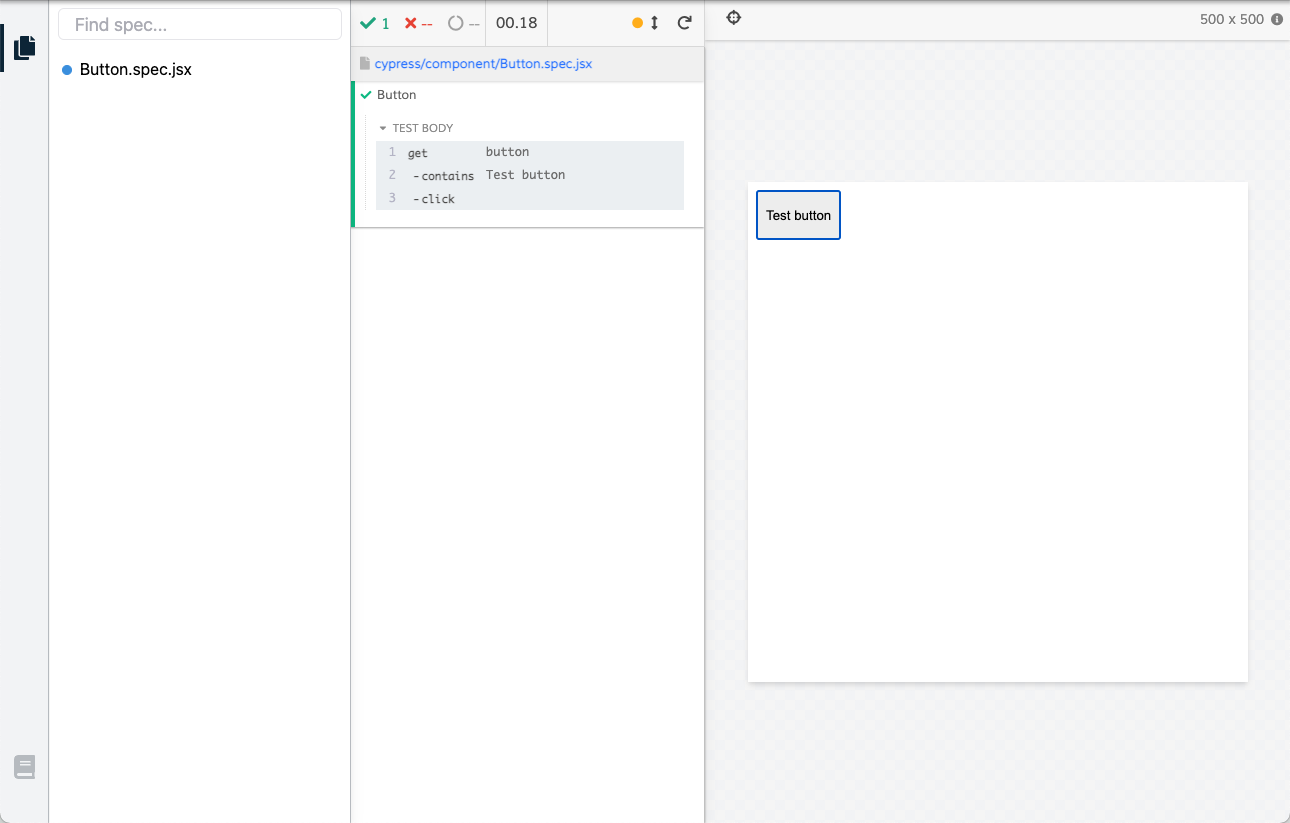 Find spec...
Button.spec.jsx
1 -- -- 00.18
cypress/component/Button.spec.jsx
Button
TEST BODY
1 get button
2 -contains Test button
3 -click
500 x 500
Test button